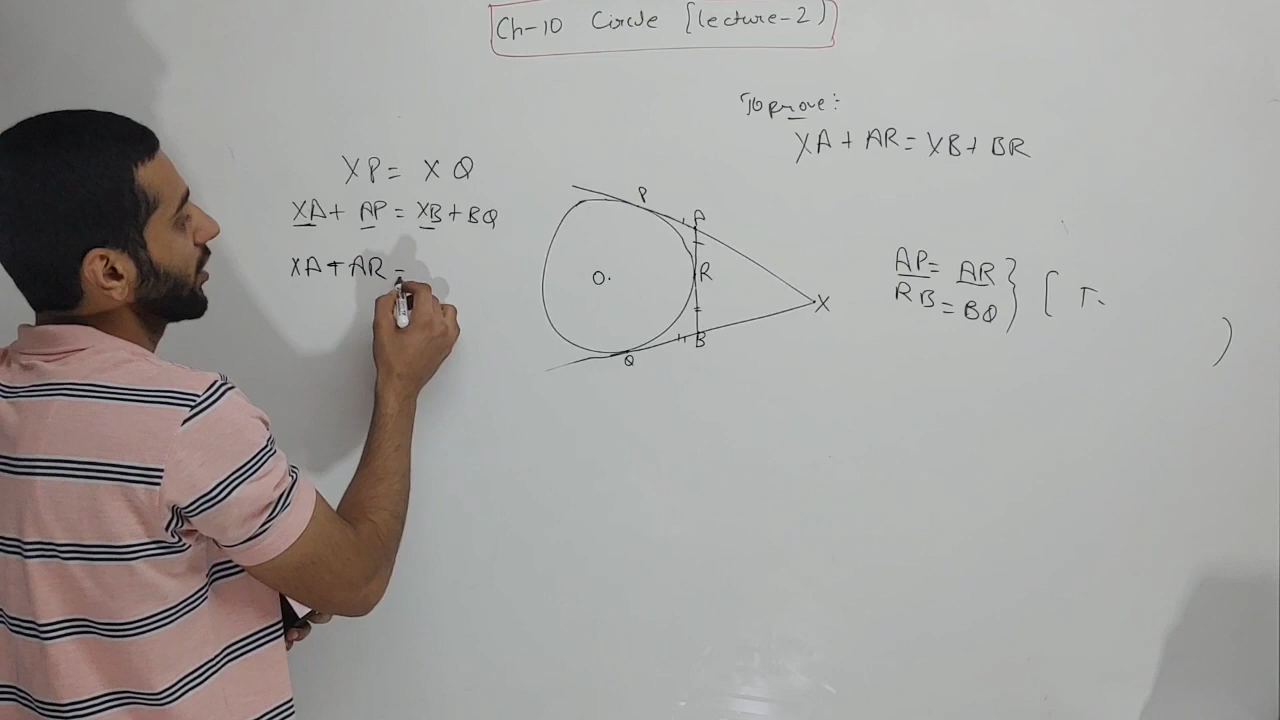 Ch-10 Circle [lecture-2)
To prove:
XA + AR = XB + BR
XP = XQ
XA + AP = XB + BQ
XA + AR =
P
A
O.
R
X
B
Q
AP = AR
RB = BQ } [ T.
)